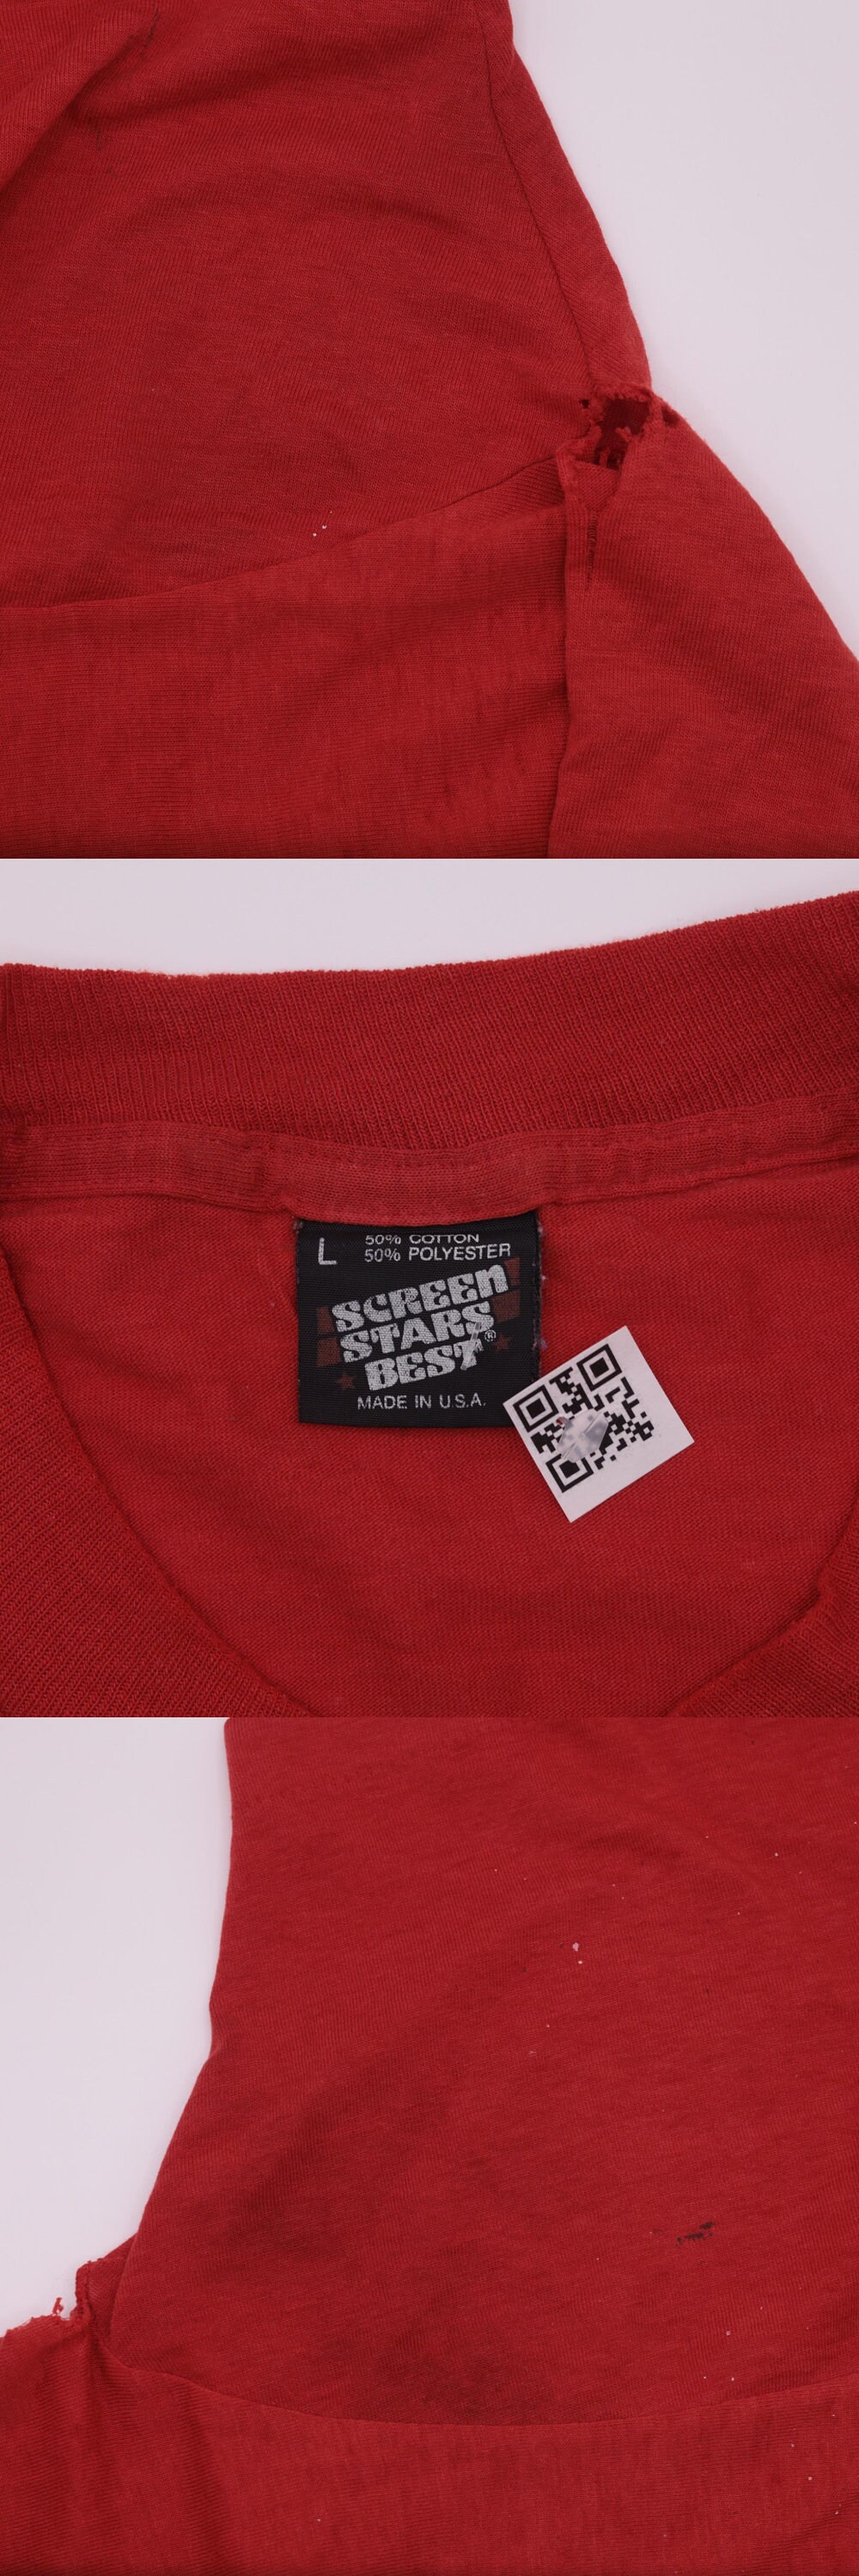 L
50% COTTON
50% POLYESTER
SCREEN
STARS
BEST®
MADE IN U.S.A.